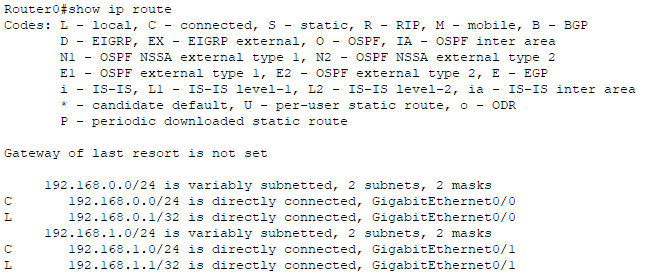 Router0#show ip route
Codes: L - local, C - connected, S - static, R - RIP, M - mobile, B - BGP
       D - EIGRP, EX - EIGRP external, O - OSPF, IA - OSPF inter area
       N1 - OSPF NSSA external type 1, N2 - OSPF NSSA external type 2
       E1 - OSPF external type 1, E2 - OSPF external type 2, E - EGP
       i - IS-IS, L1 - IS-IS level-1, L2 - IS-IS level-2, ia - IS-IS inter area
       * - candidate default, U - per-user static route, o - ODR
       P - periodic downloaded static route

Gateway of last resort is not set

     192.168.0.0/24 is variably subnetted, 2 subnets, 2 masks
C       192.168.0.0/24 is directly connected, GigabitEthernet0/0
L       192.168.0.1/32 is directly connected, GigabitEthernet0/0
     192.168.1.0/24 is variably subnetted, 2 subnets, 2 masks
C       192.168.1.0/24 is directly connected, GigabitEthernet0/1
L       192.168.1.1/32 is directly connected, GigabitEthernet0/1